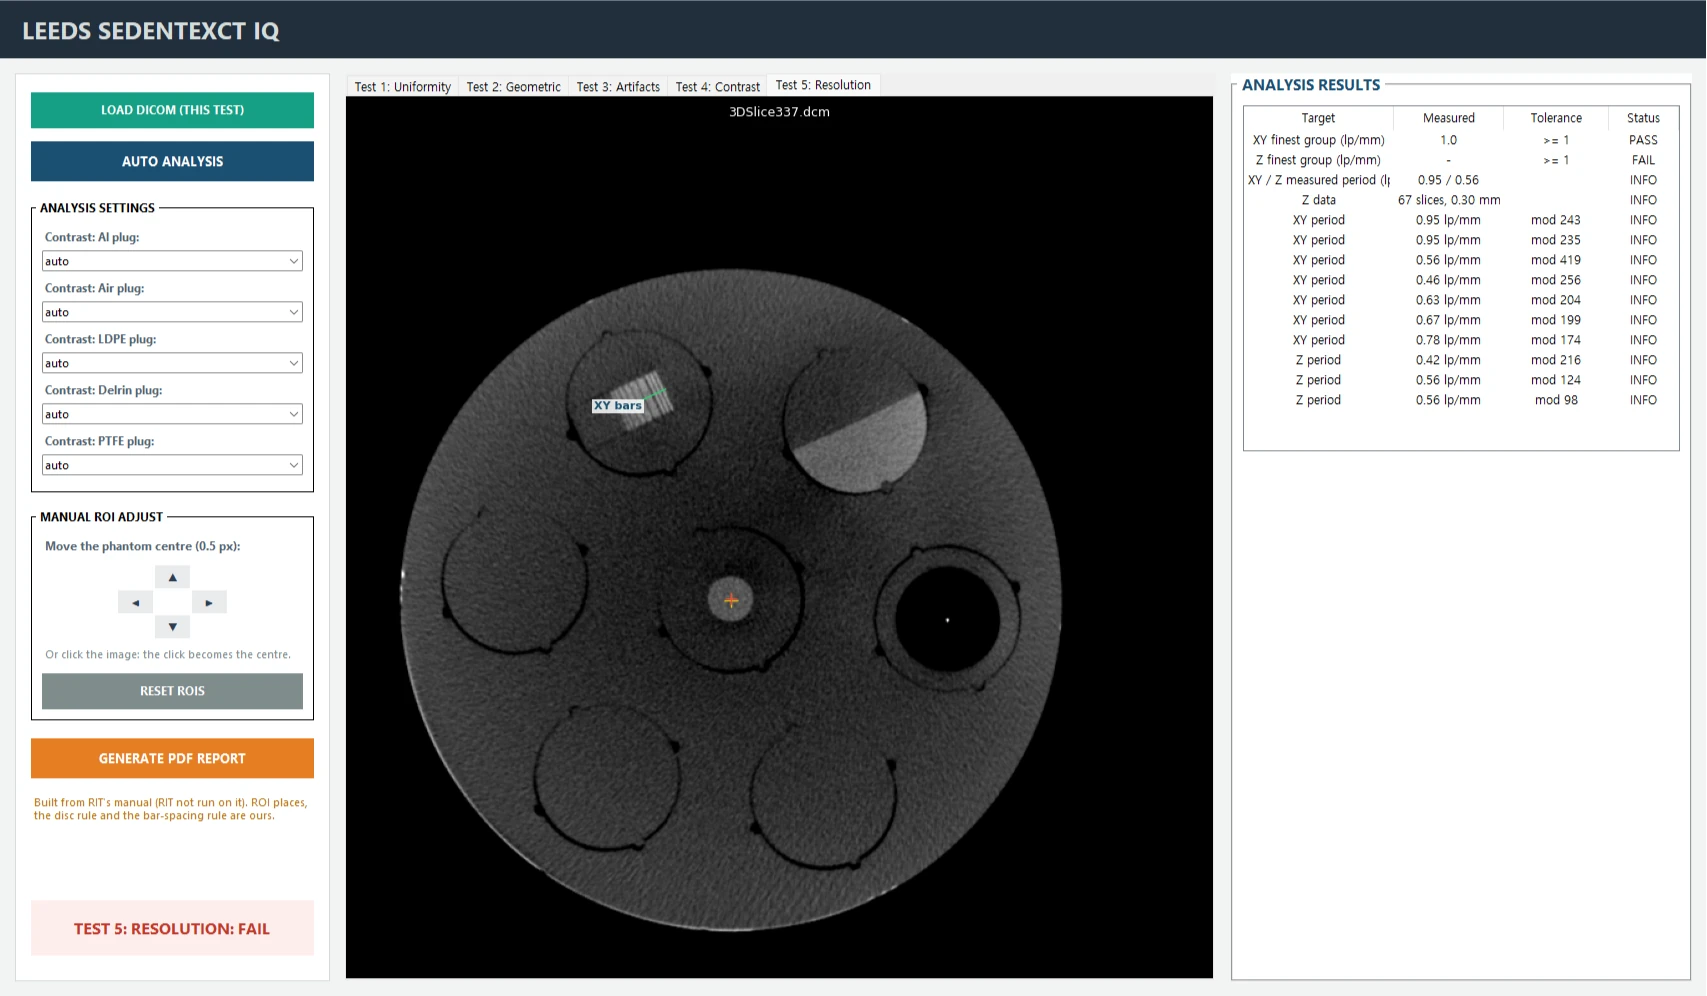 LEEDS SEDENTEXCT IQ
LOAD DICOM (THIS TEST)
AUTO ANALYSIS
ANALYSIS SETTINGS
Contrast: Al plug:
auto
Contrast: Air plug:
auto
Contrast: LDPE plug:
auto
Contrast: Delrin plug:
auto
Contrast: PTFE plug:
auto
MANUAL ROI ADJUST
Move the phantom centre (0.5 px):
▲
◄ ►
▼
Or click the image: the click becomes the centre.
RESET ROIS
GENERATE PDF REPORT
Built from RIT's manual (RIT not run on it). ROI places,
the disc rule and the bar-spacing rule are ours.
TEST 5: RESOLUTION: FAIL
Test 1: Uniformity Test 2: Geometric Test 3: Artifacts Test 4: Contrast Test 5: Resolution
3DSlice337.dcm
XY bars
ANALYSIS RESULTS
Target Measured Tolerance Status
XY finest group (lp/mm) 1.0 >= 1 PASS
Z finest group (lp/mm) - >= 1 FAIL
XY / Z measured period (lp 0.95 / 0.56 INFO
Z data 67 slices, 0.30 mm INFO
XY period 0.95 lp/mm mod 243 INFO
XY period 0.95 lp/mm mod 235 INFO
XY period 0.56 lp/mm mod 419 INFO
XY period 0.46 lp/mm mod 256 INFO
XY period 0.63 lp/mm mod 204 INFO
XY period 0.67 lp/mm mod 199 INFO
XY period 0.78 lp/mm mod 174 INFO
Z period 0.42 lp/mm mod 216 INFO
Z period 0.56 lp/mm mod 124 INFO
Z period 0.56 lp/mm mod 98 INFO